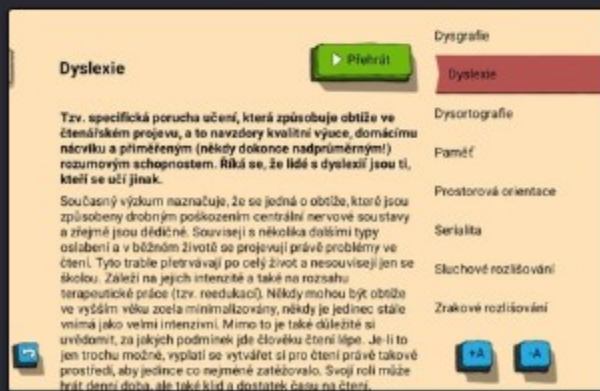 Dyslexie
Přehrát
Tzv. specifická porucha učení, která způsobuje obtíže ve
čtenářském projevu, a to navzdory kvalitní výuce, domácímu
nácviku a přiměřeným (někdy dokonce nadprůměrným!)
rozumovým schopnostem. Říká se, že lidé s dyslexií jsou ti,
kteří se učí jinak.
Současný výzkum naznačuje, že se jedná o obtíže, které jsou
způsobeny drobným poškozením centrální nervové soustavy
a zřejmě jsou dědičné. Souvisejí s několika dalšími typy
oslabení a v běžném životě se projevují právě problémy ve
čtení. Tyto trable přetrvávají po celý život a nesouvisejí jen se
školou. Záleží na jejich intenzitě a také na rozsahu
terapeutické práce (tzv. reedukaci). Někdy mohou být obtíže
ve vyšším věku zcela minimalizovány, někdy je jedinec stále
vnímá jako velmi intenzivní. Mimo to je také důležité si
uvědomit, za jakých podmínek jde člověku čtení lépe. Je-li to
jen trochu možné, vyplatí se vytvářet si pro čtení právě takové
prostředí, aby jedince co nejméně zatěžovalo. Svoji roli může
hrát denní doba, ale také klid a dostatek času na čtení.
Dysgrafie
Dyslexie
Dysortografie
Paměť
Prostorová orientace
Serialita
Sluchové rozlišování
Zrakové rozlišování
+A
-A